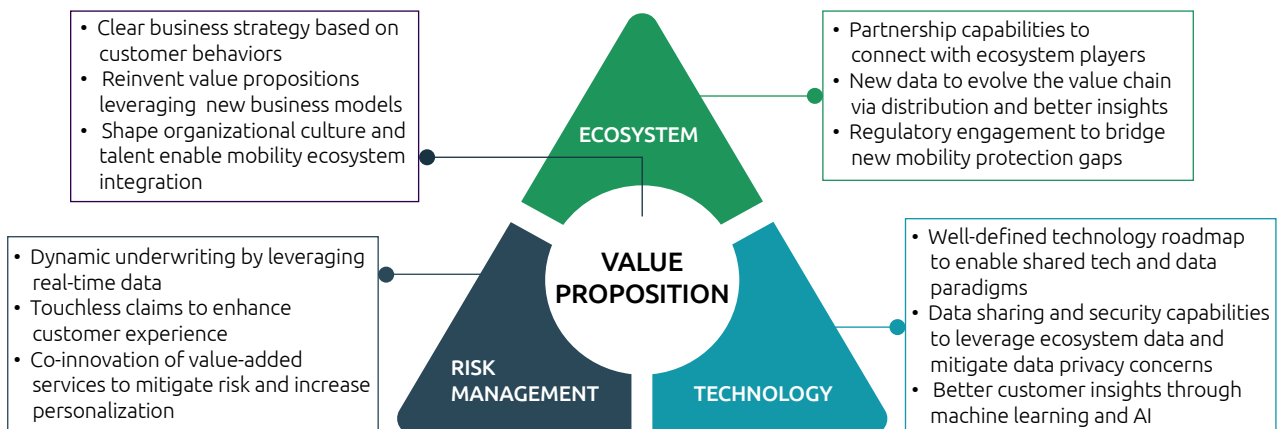 • Clear business strategy based on
customer behaviors
• Reinvent value propositions
leveraging new business models
• Shape organizational culture and
talent enable mobility ecosystem
integration
• Partnership capabilities to
connect with ecosystem players
• New data to evolve the value chain
via distribution and better insights
• Regulatory engagement to bridge
new mobility protection gaps
ECOSYSTEM
VALUE
PROPOSITION
• Dynamic underwriting by leveraging
real-time data
• Touchless claims to enhance
customer experience
• Co-innovation of value-added
services to mitigate risk and increase
personalization
RISK
MANAGEMENT
TECHNOLOGY
• Well-defined technology roadmap
to enable shared tech and data
paradigms
• Data sharing and security capabilities
to leverage ecosystem data and
mitigate data privacy concerns
• Better customer insights through
machine learning and AI